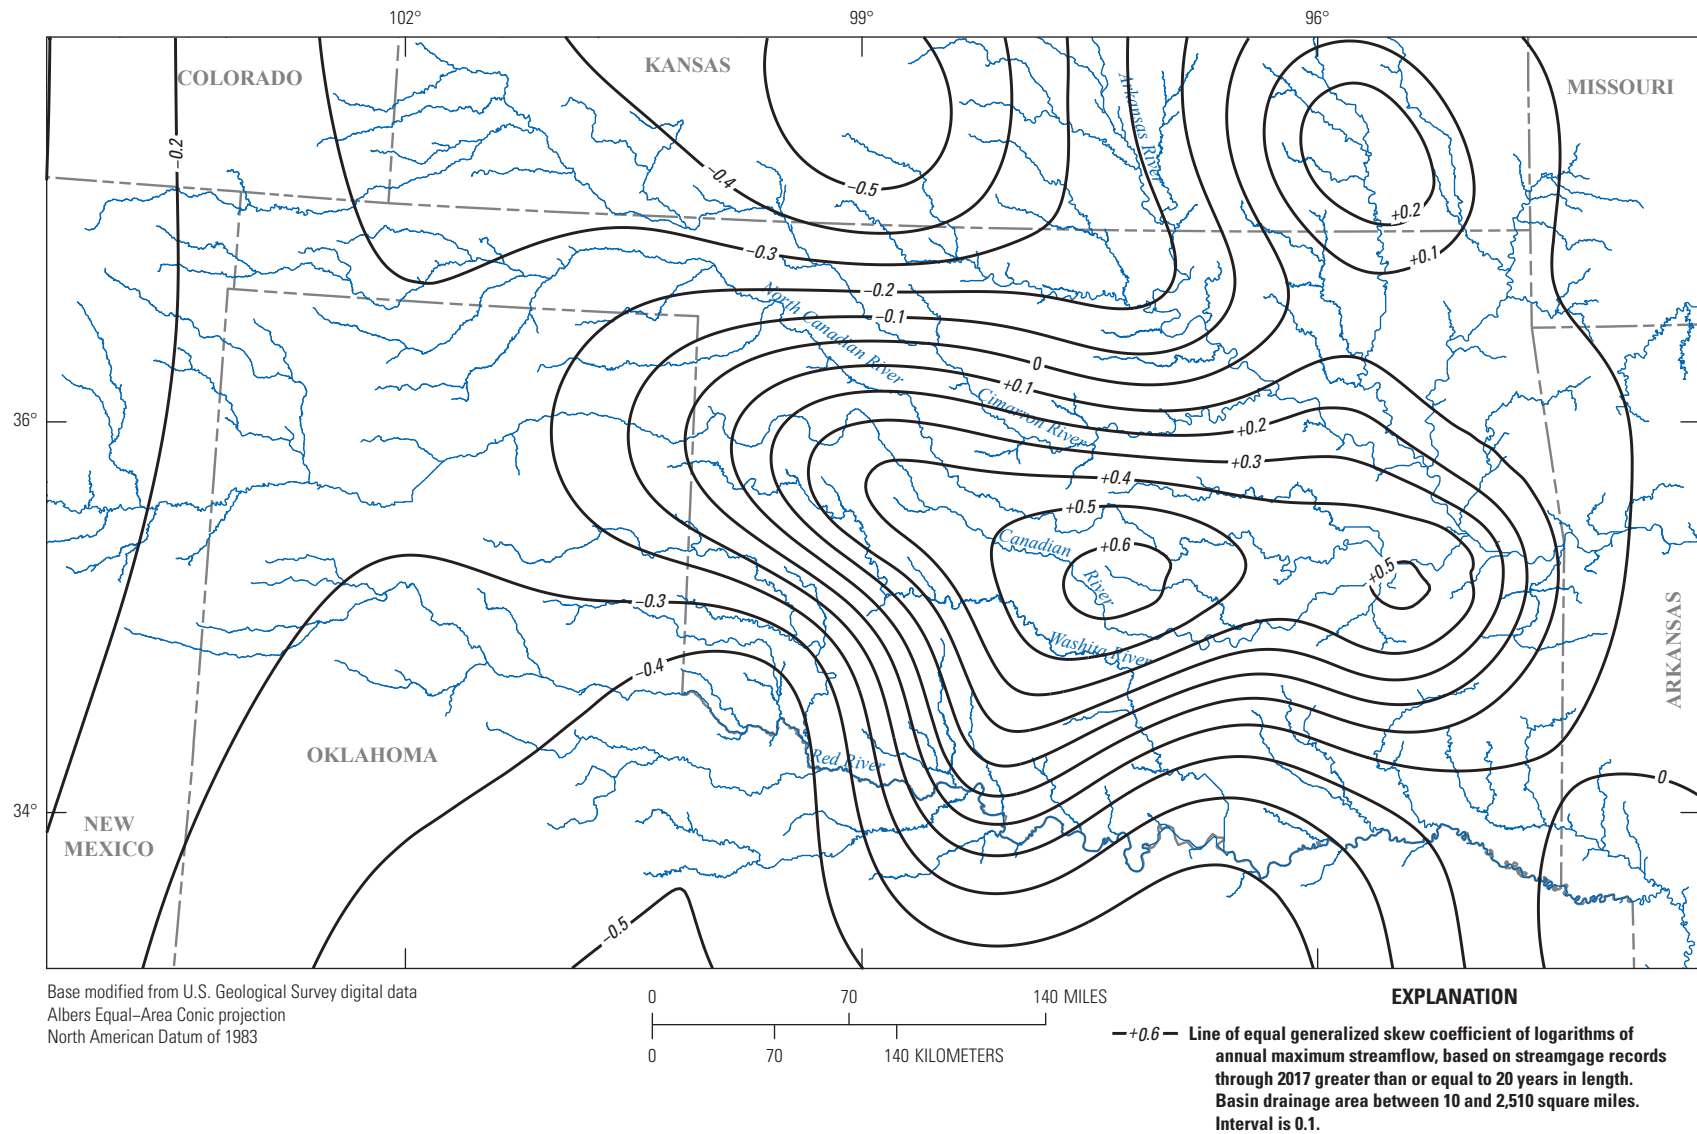 102°
99°
96°
COLORADO
KANSAS
MISSOURI
Arkansas River
−0.2
−0.4
−0.5
+0.2
+0.1
−0.3
−0.2
North Canadian River
−0.1
0
+0.1
36°
Cimarron River
+0.2
+0.3
+0.4
+0.5
Canadian
River
+0.6
+0.5
−0.3
ARKANSAS
Washita River
−0.4
OKLAHOMA
Red River
0
34°
NEW
MEXICO
−0.5
Base modified from U.S. Geological Survey digital data
Albers Equal–Area Conic projection
North American Datum of 1983
0 70 140 MILES
0 70 140 KILOMETERS
EXPLANATION
+0.6 Line of equal generalized skew coefficient of logarithms of
annual maximum streamflow, based on streamgage records
through 2017 greater than or equal to 20 years in length.
Basin drainage area between 10 and 2,510 square miles.
Interval is 0.1.